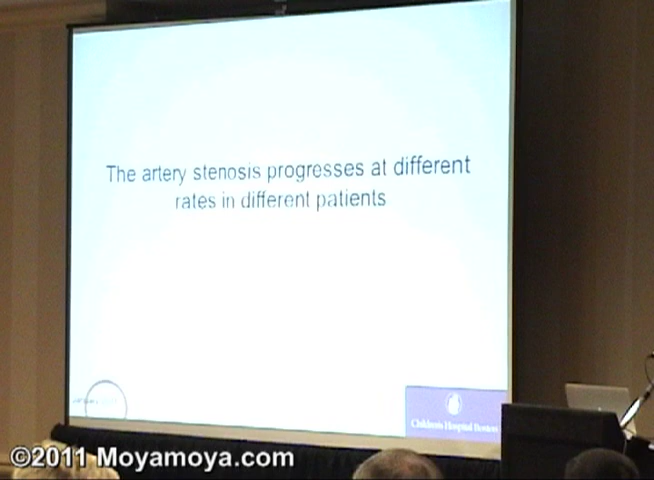 The artery stenosis progresses at different
rates in different patients
Children's Hospital Boston
©2011 Moyamoya.com